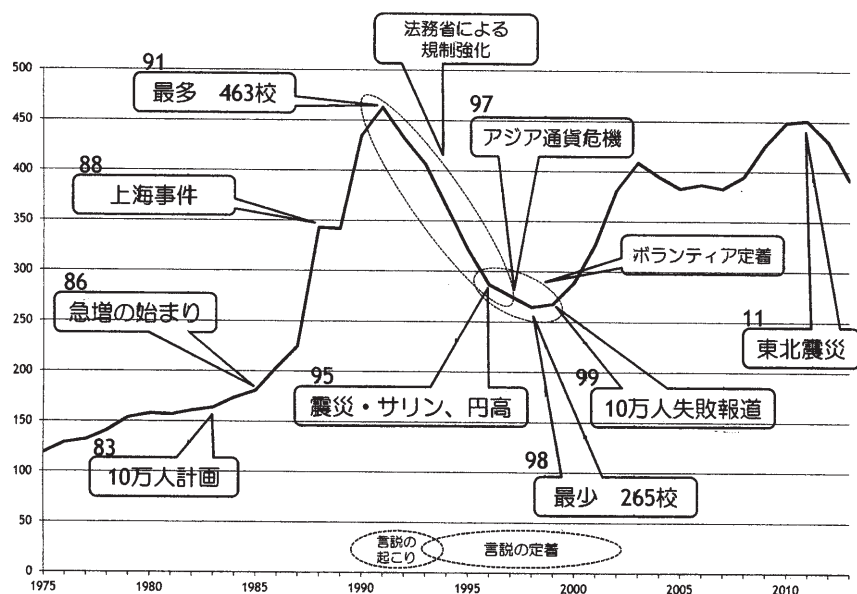 法務省による
規制強化
91
最多 463校
97
アジア通貨危機
88
上海事件
ボランティア定着
86
急増の始まり
11
東北震災
95
震災・サリン、円高
99
10万人失敗報道
83
10万人計画
98
最少 265校
言説の
起こり
言説の定着
500
450
400
350
300
250
200
150
100
50
0
1975
1980
1985
1990
1995
2000
2005
2010